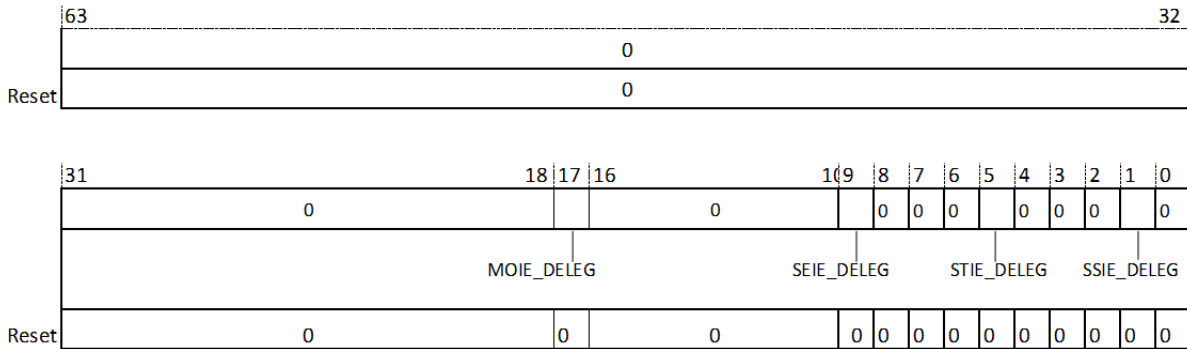 63 32
0
Reset 0
31 18 17 16 10 9 8 7 6 5 4 3 2 1 0
0 0 0 0 0 0 0 0 0
MOIE_DELEG SEIE_DELEG STIE_DELEG SSIE_DELEG
Reset 0 0 0 0 0 0 0 0 0 0 0 0 0